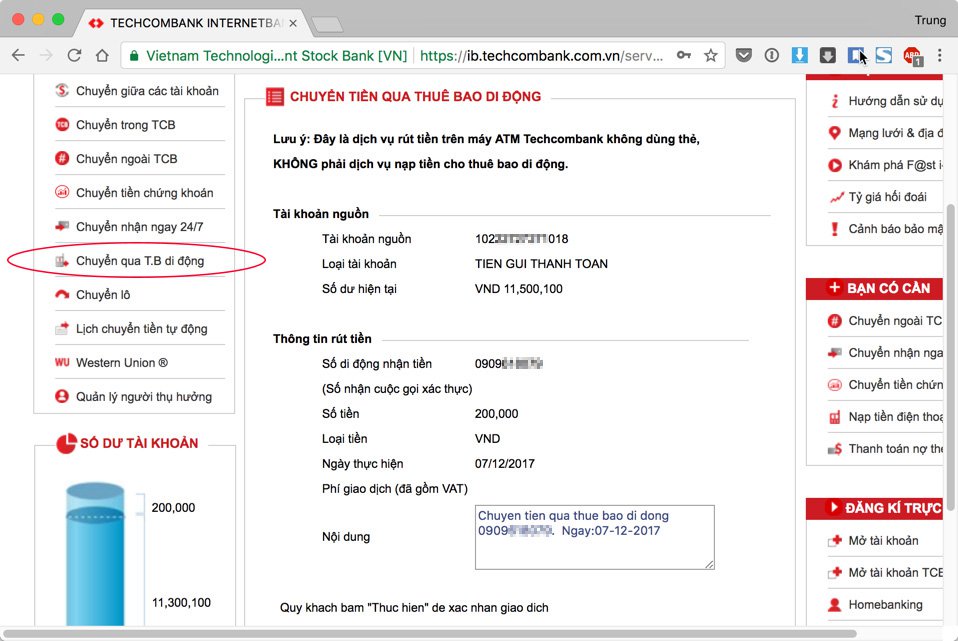 TECHCOMBANK INTERNETBA
Trung
Vietnam Technologi...nt Stock Bank [VN]
https://ib.techcombank.com.vn/serv...
1
Chuyển giữa các tài khoản
TCB Chuyển trong TCB
Chuyển ngoài TCB
Chuyển tiền chứng khoán
Chuyển nhận ngay 24/7
Chuyển qua T.B di động
Chuyển lô
Lịch chuyển tiền tự động
WU Western Union ®
Quản lý người thụ hưởng
SỐ DƯ TÀI KHOẢN
200,000
11,300,100
CHUYỂN TIỀN QUA THUÊ BAO DI ĐỘNG
Lưu ý: Đây là dịch vụ rút tiền trên máy ATM Techcombank không dùng thẻ,
KHÔNG phải dịch vụ nạp tiền cho thuê bao di động.
Tài khoản nguồn
Tài khoản nguồn 102 018
Loại tài khoản TIEN GUI THANH TOAN
Số dư hiện tại VND 11,500,100
Thông tin rút tiền
Số di động nhận tiền 0909
(Số nhận cuộc gọi xác thực)
Số tiền 200,000
Loại tiền VND
Ngày thực hiện 07/12/2017
Phí giao dịch (đã gồm VAT)
Nội dung
Chuyen tien qua thue bao di dong
0909 . Ngay:07-12-2017
Quy khach bam "Thuc hien" de xac nhan giao dich
Hướng dẫn sử dụ
Mạng lưới & địa đ
Khám phá F@st i
Tỷ giá hối đoái
Cảnh báo bảo mậ
BẠN CÓ CẦN
Chuyển ngoài TC
Chuyển nhận nga
Chuyển tiền chứn
Nạp tiền điện thoạ
Thanh toán nợ thẻ
ĐĂNG KÍ TRỰC
Mở tài khoản
Mở tài khoản TCB
Homebanking